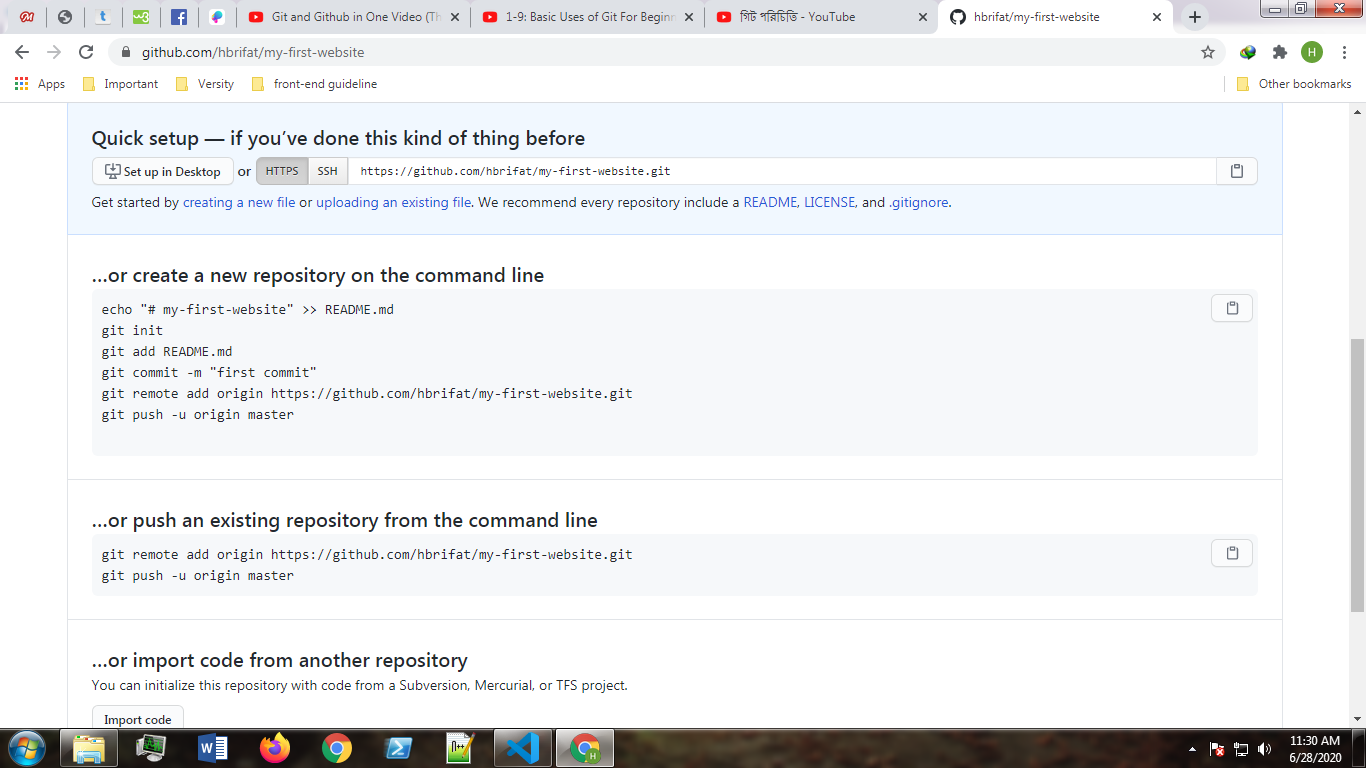 Git and Github in One Video (Th
1-9: Basic Uses of Git For Beginn
গিট পরিচিতি - YouTube
hbrifat/my-first-website
github.com/hbrifat/my-first-website
H
Apps
Important
Versity
front-end guideline
Other bookmarks
Quick setup — if you’ve done this kind of thing before
Set up in Desktop or HTTPS SSH https://github.com/hbrifat/my-first-website.git
Get started by creating a new file or uploading an existing file. We recommend every repository include a README, LICENSE, and .gitignore.
…or create a new repository on the command line
echo "# my-first-website" >> README.md
git init
git add README.md
git commit -m "first commit"
git remote add origin https://github.com/hbrifat/my-first-website.git
git push -u origin master
…or push an existing repository from the command line
git remote add origin https://github.com/hbrifat/my-first-website.git
git push -u origin master
…or import code from another repository
You can initialize this repository with code from a Subversion, Mercurial, or TFS project.
Import code
11:30 AM
6/28/2020